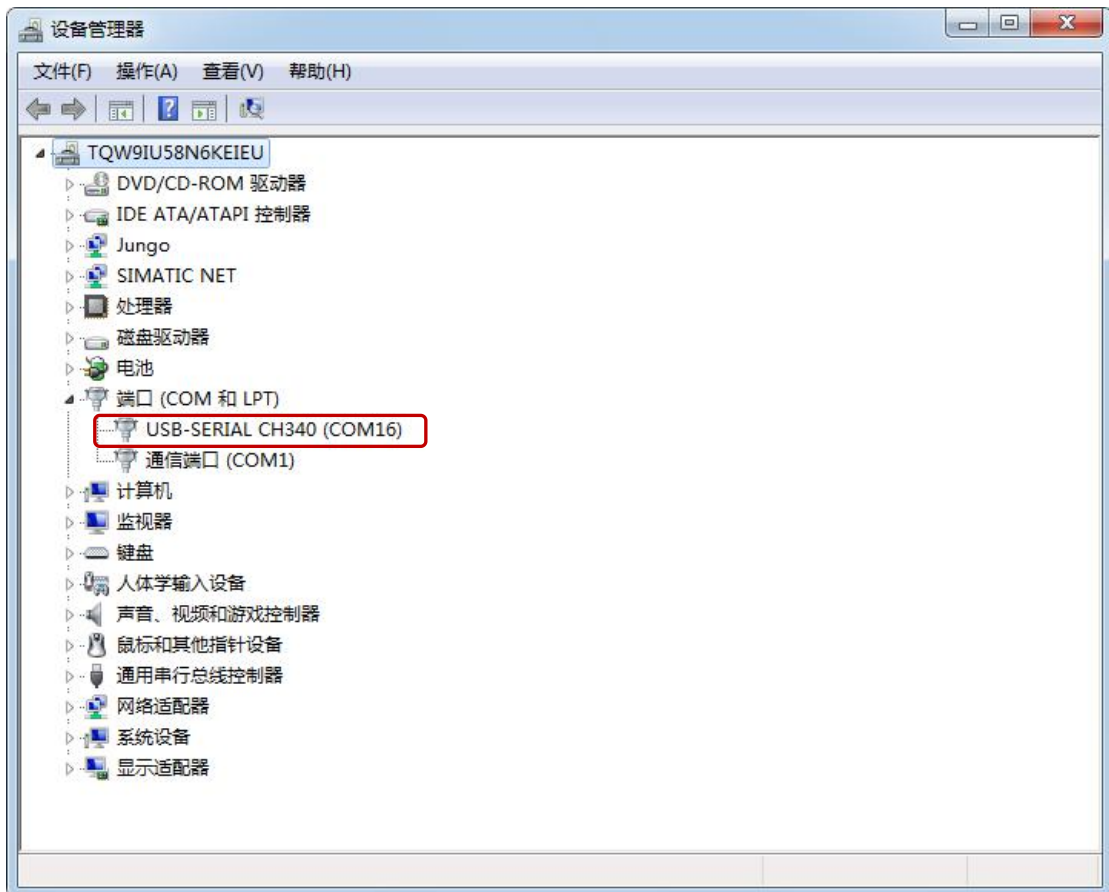 设备管理器
文件(F) 操作(A) 查看(V) 帮助(H)
TQW9IU58N6KEIEU
DVD/CD-ROM 驱动器
IDE ATA/ATAPI 控制器
Jungo
SIMATIC NET
处理器
磁盘驱动器
电池
端口 (COM 和 LPT)
USB-SERIAL CH340 (COM16)
通信端口 (COM1)
计算机
监视器
键盘
人体学输入设备
声音、视频和游戏控制器
鼠标和其他指针设备
通用串行总线控制器
网络适配器
系统设备
显示适配器